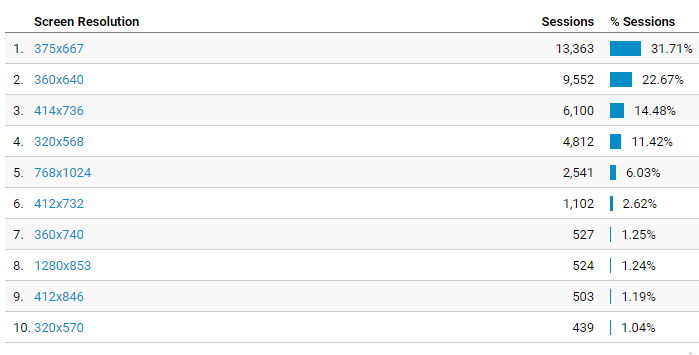 Screen Resolution Sessions % Sessions
1. 375x667 13,363 31.71%
2. 360x640 9,552 22.67%
3. 414x736 6,100 14.48%
4. 320x568 4,812 11.42%
5. 768x1024 2,541 6.03%
6. 412x732 1,102 2.62%
7. 360x740 527 1.25%
8. 1280x853 524 1.24%
9. 412x846 503 1.19%
10. 320x570 439 1.04%